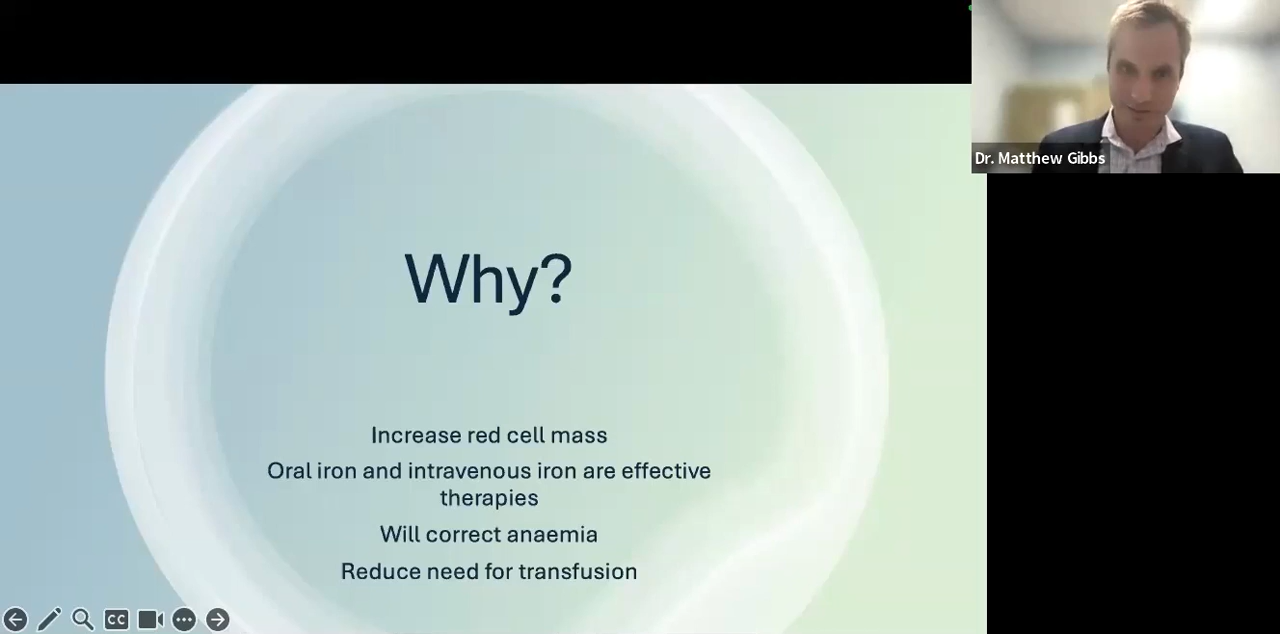 Dr. Matthew Gibbs
Why?
Increase red cell mass
Oral iron and intravenous iron are effective
therapies
Will correct anaemia
Reduce need for transfusion
CC